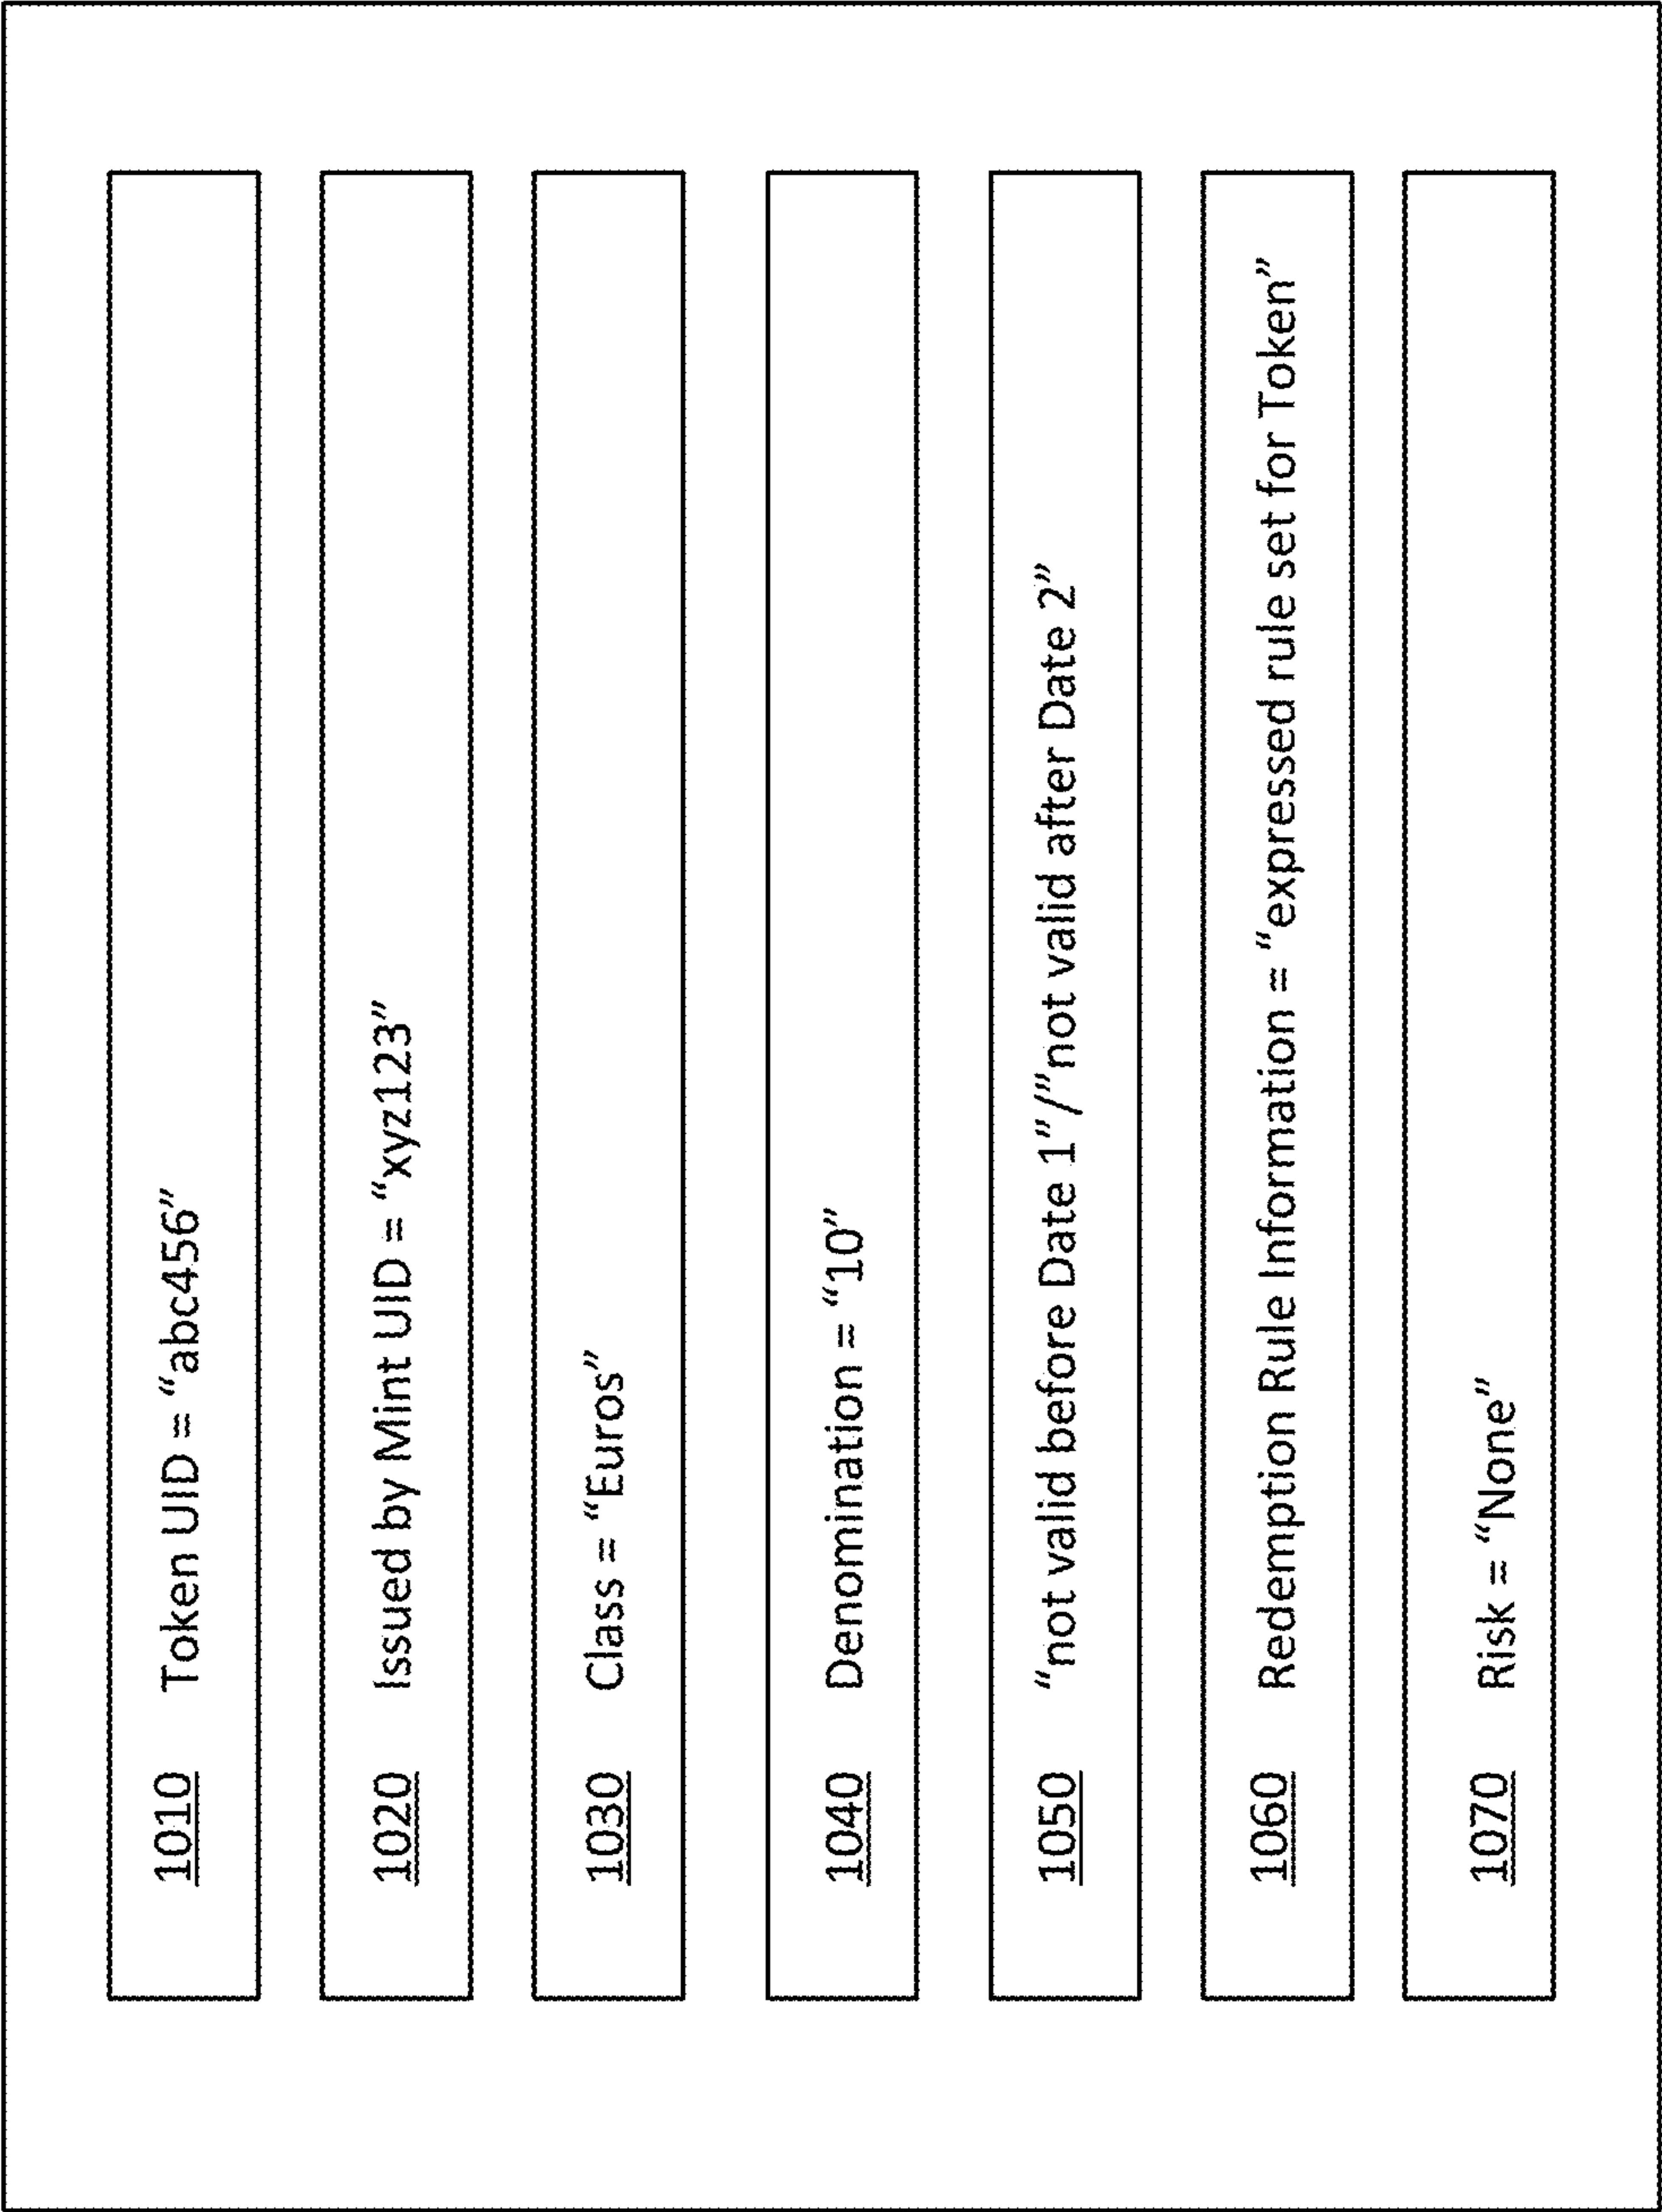 1010 Token UID = “abc456”
1020 Issued by Mint UID = “xyz123”
1030 Class = “Euros”
1040 Denomination = “10”
1050 “not valid before Date 1”/”not valid after Date 2”
1060 Redemption Rule Information = “expressed rule set for Token”
1070 Risk = “None”